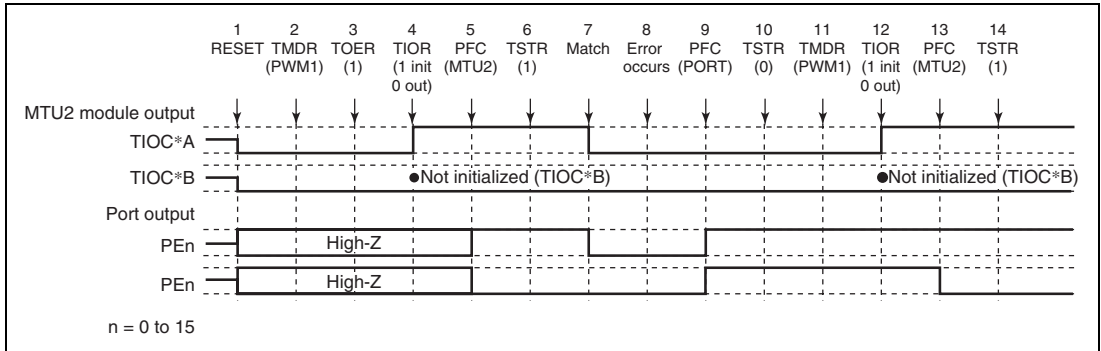 1 2 3 4 5 6 7 8 9 10 11 12 13 14
RESET TMDR TOER TIOR PFC TSTR Match Error PFC TSTR TMDR TIOR PFC TSTR
(PWM1) (1) (1 init (MTU2) (1) occurs (PORT) (0) (PWM1) (1 init (MTU2) (1)
0 out) 0 out)
MTU2 module output
TIOC*A
TIOC*B ●Not initialized (TIOC*B) ●Not initialized (TIOC*B)
Port output
PEn High-Z
PEn High-Z
n = 0 to 15